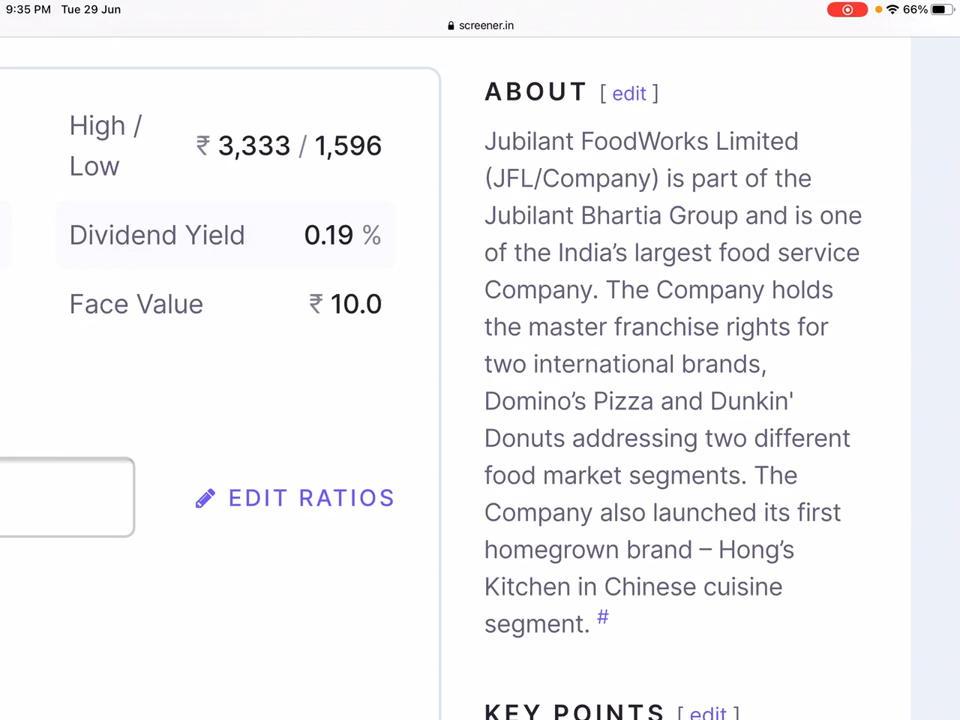 9:35 PM Tue 29 Jun
66%
screener.in
High /
Low
₹ 3,333 / 1,596
Dividend Yield 0.19 %
Face Value ₹ 10.0
EDIT RATIOS
ABOUT [ edit ]
Jubilant FoodWorks Limited
(JFL/Company) is part of the
Jubilant Bhartia Group and is one
of the India’s largest food service
Company. The Company holds
the master franchise rights for
two international brands,
Domino’s Pizza and Dunkin'
Donuts addressing two different
food market segments. The
Company also launched its first
homegrown brand – Hong’s
Kitchen in Chinese cuisine
segment. #
KEY POINTS [ edit ]